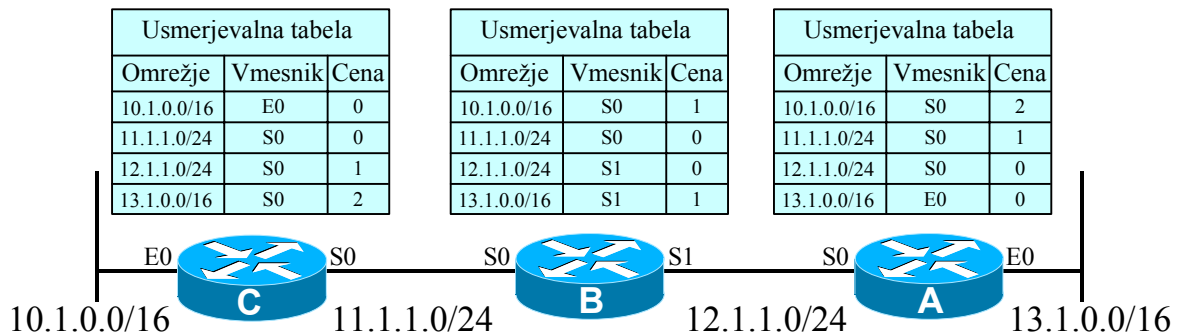 Usmerjevalna tabela
Omrežje Vmesnik Cena
10.1.0.0/16 E0 0
11.1.1.0/24 S0 0
12.1.1.0/24 S0 1
13.1.0.0/16 S0 2
Usmerjevalna tabela
Omrežje Vmesnik Cena
10.1.0.0/16 S0 1
11.1.1.0/24 S0 0
12.1.1.0/24 S1 0
13.1.0.0/16 S1 1
Usmerjevalna tabela
Omrežje Vmesnik Cena
10.1.0.0/16 S0 2
11.1.1.0/24 S0 1
12.1.1.0/24 S0 0
13.1.0.0/16 E0 0
E0 S0 S0 S1 S0 E0
C B A
10.1.0.0/16 11.1.1.0/24 12.1.1.0/24 13.1.0.0/16